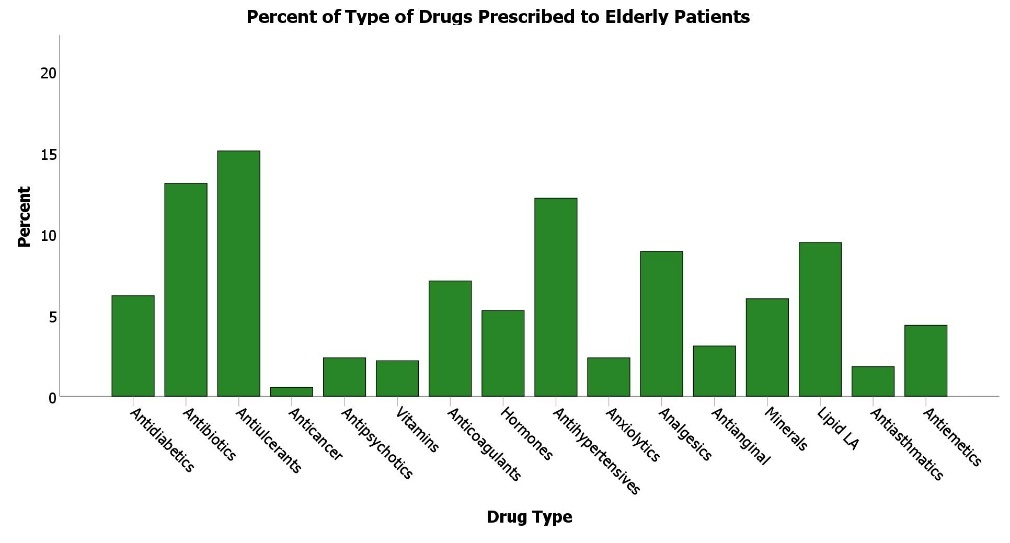 Percent of Type of Drugs Prescribed to Elderly Patients
20
15
10
5
0
Percent
Antidiabetics
Antibiotics
Antiulcerants
Anticancer
Antipsychotics
Vitamins
Anticoagulants
Hormones
Antihypertensives
Anxiolytics
Analgesics
Antianginal
Minerals
Lipid LA
Antiasthmatics
Antiemetics
Drug Type